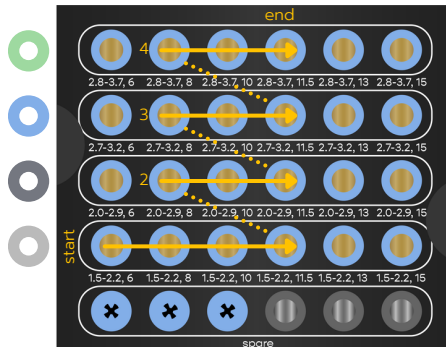 end
4
2.8-3.7, 6 2.8-3.7, 8 2.8-3.7, 10 2.8-3.7, 11.5 2.8-3.7, 13 2.8-3.7, 15
3
2.7-3.2, 6 2.7-3.2, 8 2.7-3.2, 10 2.7-3.2, 11.5 2.7-3.2, 13 2.7-3.2, 15
2
2.0-2.9, 6 2.0-2.9, 8 2.0-2.9, 10 2.0-2.9, 11.5 2.0-2.9, 13 2.0-2.9, 15
start
1.5-2.2, 6 1.5-2.2, 8 1.5-2.2, 10 1.5-2.2, 11.5 1.5-2.2, 13 1.5-2.2, 15
spare